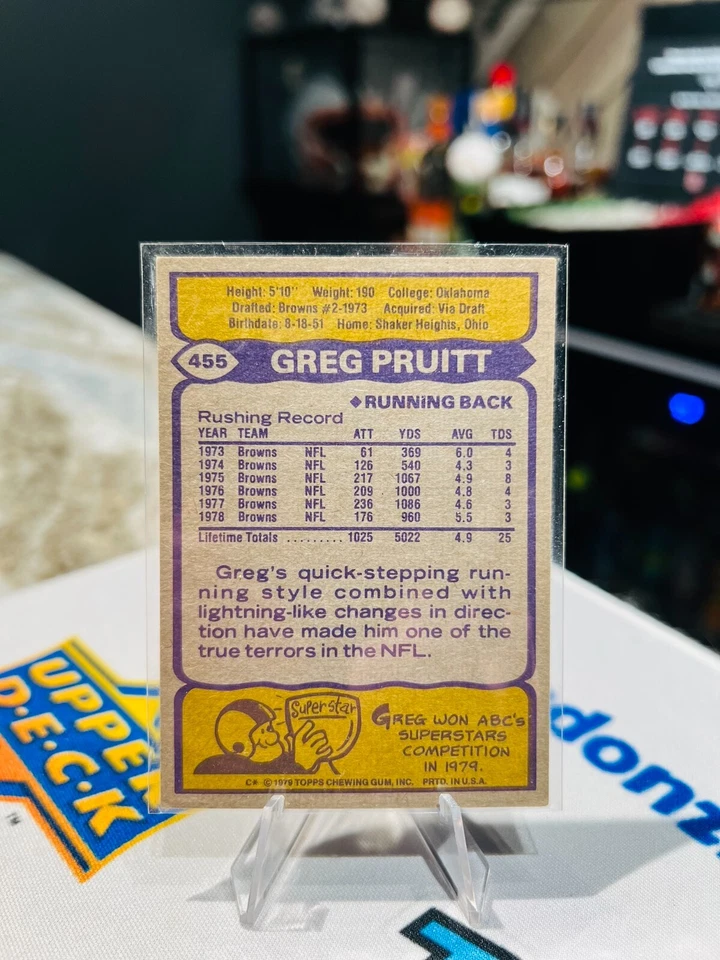 Height: 5'10" Weight: 190 College: Oklahoma
Drafted: Browns #2-1973 Acquired: Via Draft
Birthdate: 8-18-51 Home: Shaker Heights, Ohio
455 GREG PRUITT
◆RUNNING BACK
Rushing Record
YEAR TEAM ATT YDS AVG TDS
1973 Browns NFL 61 369 6.0 4
1974 Browns NFL 126 540 4.3 3
1975 Browns NFL 217 1067 4.9 8
1976 Browns NFL 209 1000 4.8 4
1977 Browns NFL 236 1086 4.6 3
1978 Browns NFL 176 960 5.5 3
Lifetime Totals ......... 1025 5022 4.9 25
Greg's quick-stepping run-
ning style combined with
lightning-like changes in direc-
tion have made him one of the
true terrors in the NFL.
Superstar
GREG WON ABC's
SUPERSTARS
COMPETITION
IN 1979.
C* © 1979 TOPPS CHEWING GUM, INC. PRTD. IN U.S.A.
UPPER
D.E.C.K
TM
donz